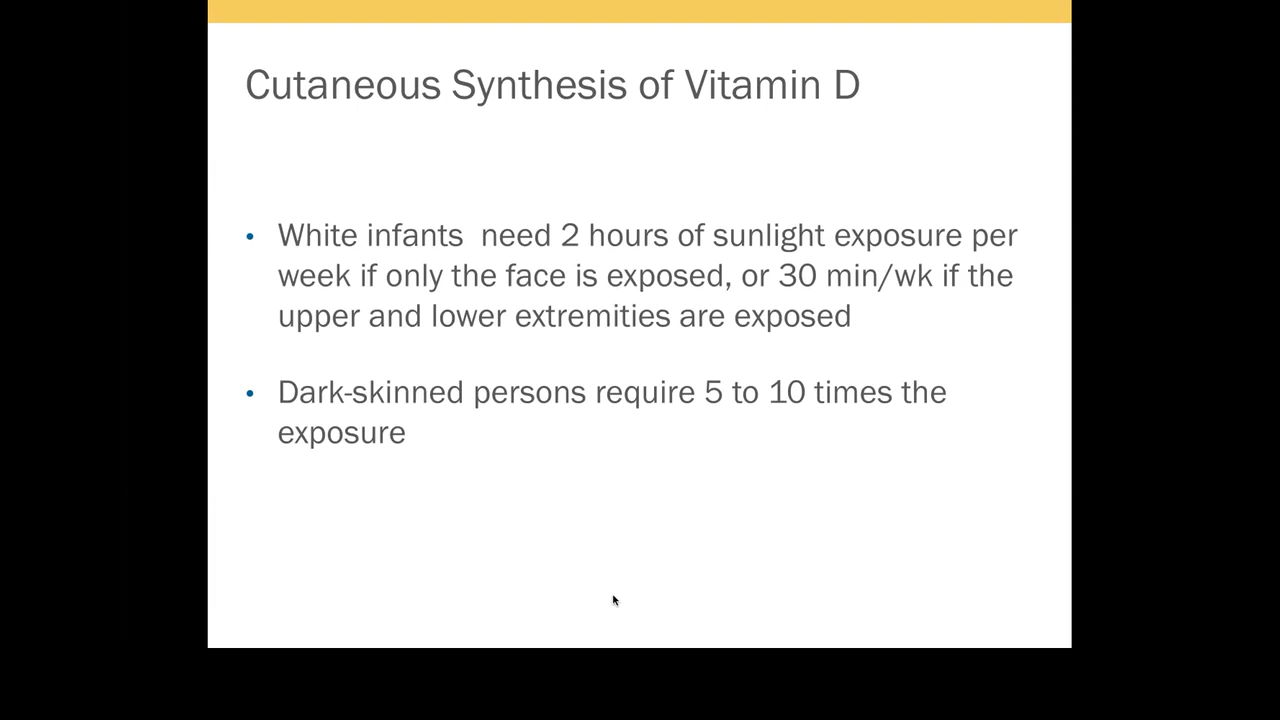 Cutaneous Synthesis of Vitamin D
• White infants  need 2 hours of sunlight exposure per
week if only the face is exposed, or 30 min/wk if the
upper and lower extremities are exposed
• Dark-skinned persons require 5 to 10 times the
exposure